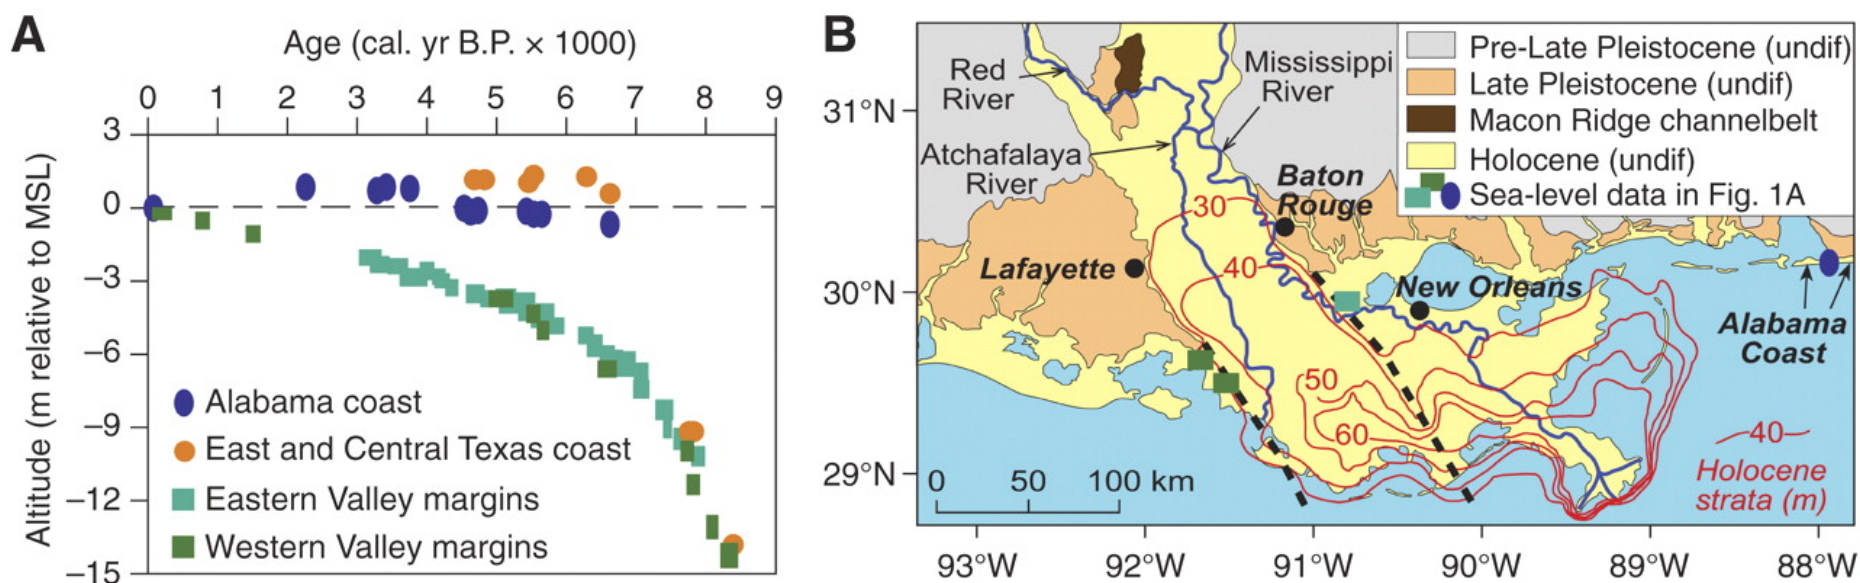 A
Age (cal. yr B.P. × 1000)
0 1 2 3 4 5 6 7 8 9
Altitude (m relative to MSL)
3
0
−3
−6
−9
−12
−15
Alabama coast
East and Central Texas coast
Eastern Valley margins
Western Valley margins
B
Pre-Late Pleistocene (undif)
Late Pleistocene (undif)
Macon Ridge channelbelt
Holocene (undif)
Sea-level data in Fig. 1A
Red
River
Mississippi
River
Atchafalaya
River
Baton
Rouge
Lafayette
New Orleans
Alabama
Coast
30
40
50
60
40
Holocene
strata (m)
0 50 100 km
31°N
30°N
29°N
93°W 92°W 91°W 90°W 89°W 88°W